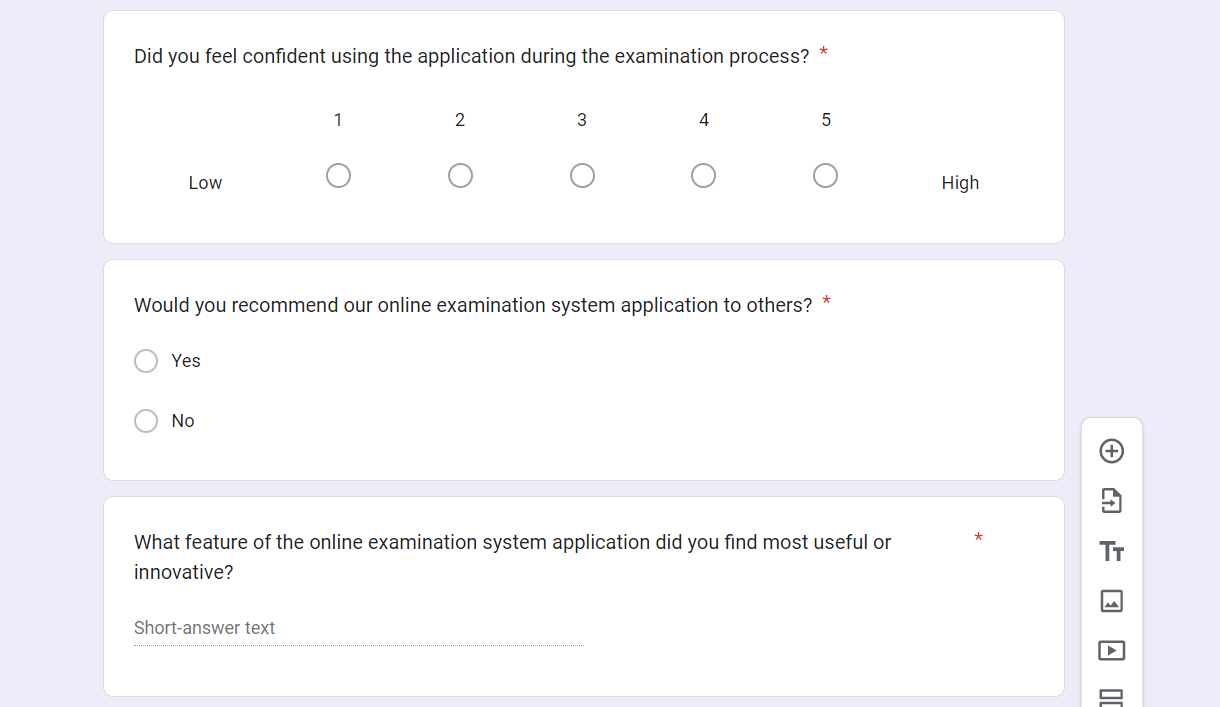 Did you feel confident using the application during the examination process? *
1 2 3 4 5
Low High
Would you recommend our online examination system application to others? *
Yes
No
What feature of the online examination system application did you find most useful or *
innovative?
Short-answer text